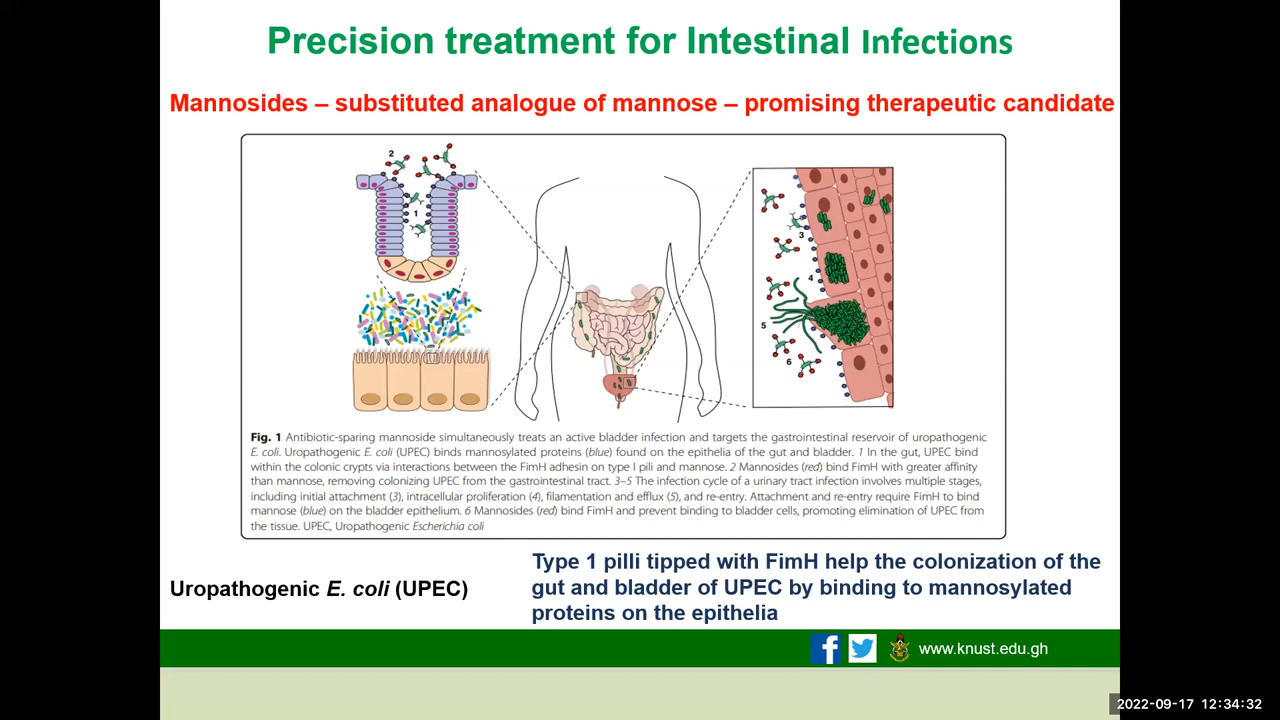 Precision treatment for Intestinal Infections
Mannosides – substituted analogue of mannose – promising therapeutic candidate
2
1
3
4
5
6
Fig. 1 Antibiotic-sparing mannoside simultaneously treats an active bladder infection and targets the gastrointestinal reservoir of uropathogenic
E. coli. Uropathogenic E. coli (UPEC) binds mannosylated proteins (blue) found on the epithelia of the gut and bladder. 1 In the gut, UPEC bind
within the colonic crypts via interactions between the FimH adhesin on type I pili and mannose. 2 Mannosides (red) bind FimH with greater affinity
than mannose, removing colonizing UPEC from the gastrointestinal tract. 3–5 The infection cycle of a urinary tract infection involves multiple stages,
including initial attachment (3), intracellular proliferation (4), filamentation and efflux (5), and re-entry. Attachment and re-entry require FimH to bind
mannose (blue) on the bladder epithelium. 6 Mannosides (red) bind FimH and prevent binding to bladder cells, promoting elimination of UPEC from
the tissue. UPEC, Uropathogenic Escherichia coli
Uropathogenic E. coli (UPEC)
Type 1 pilli tipped with FimH help the colonization of the
gut and bladder of UPEC by binding to mannosylated
proteins on the epithelia
www.knust.edu.gh
2022-09-17 12:34:32